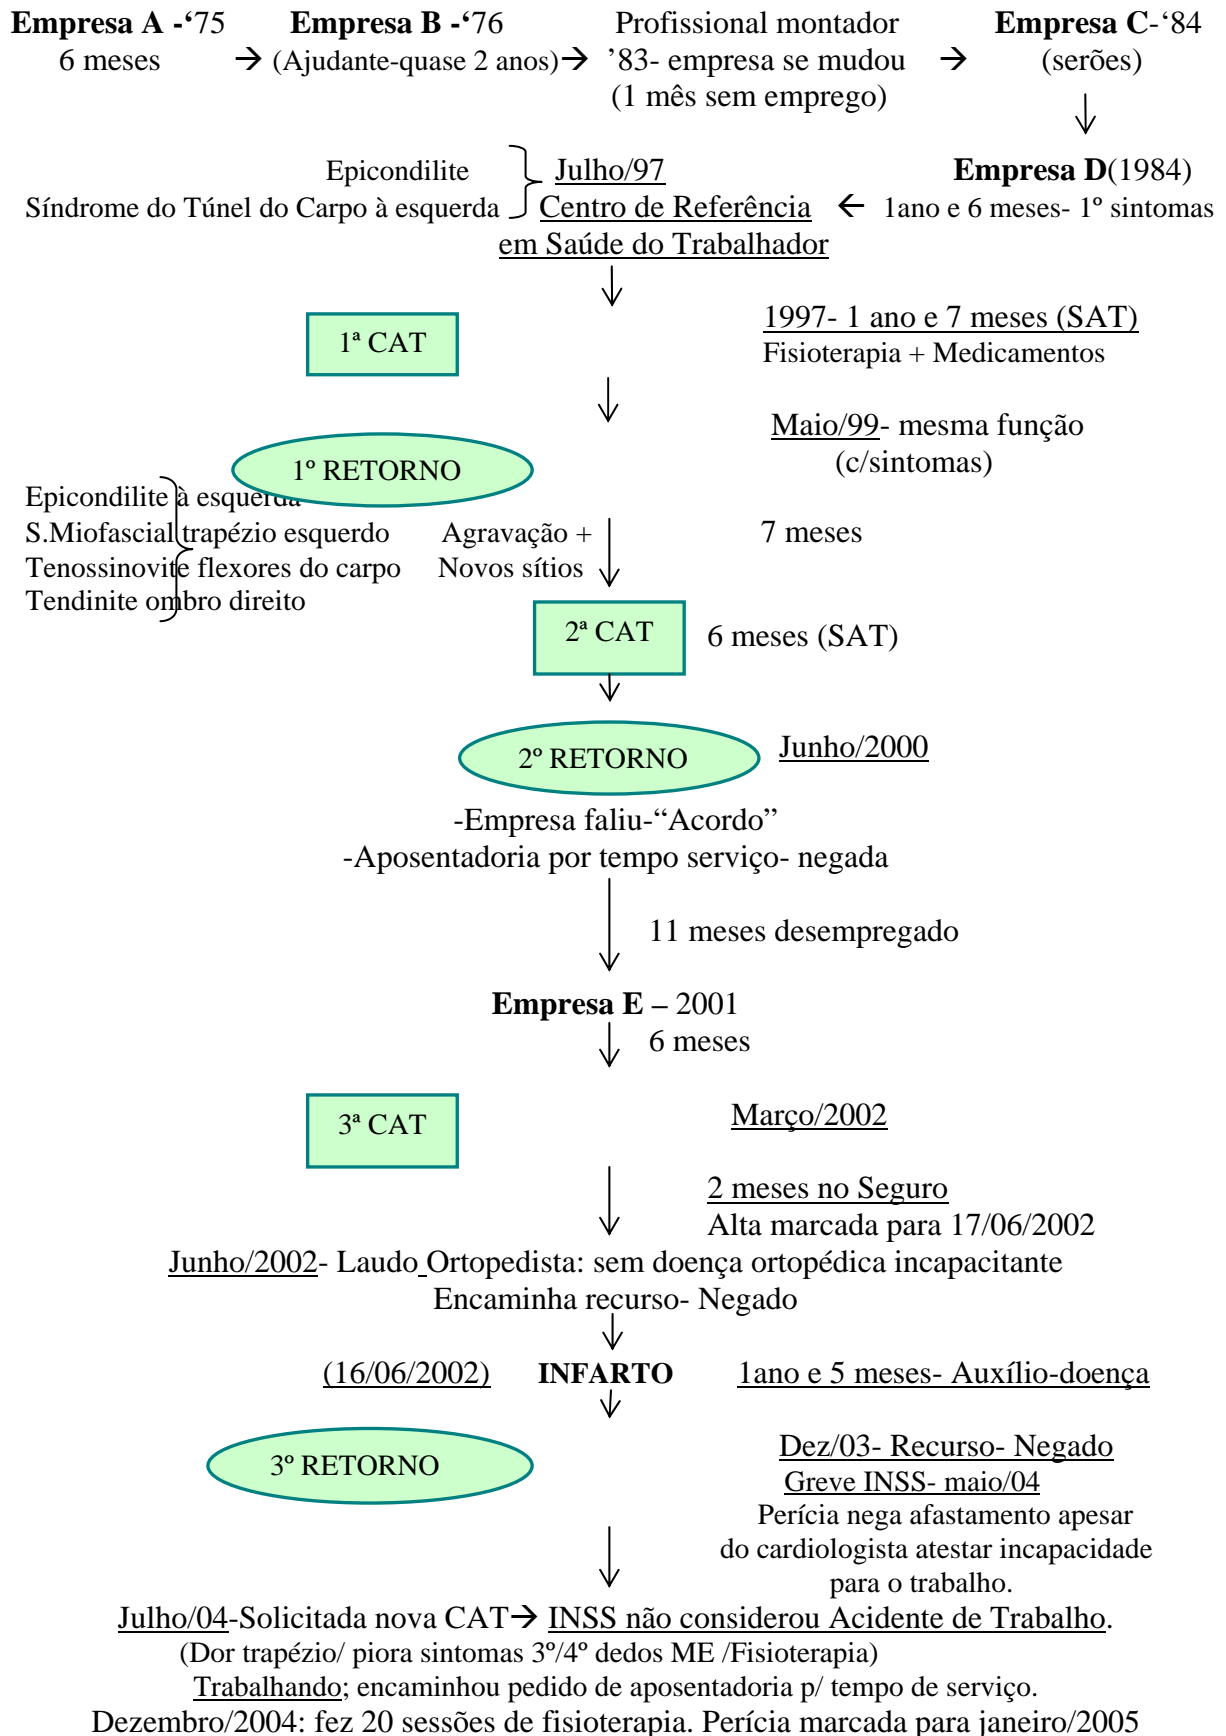 Empresa A -‘75 Empresa B -‘76 Profissional montador Empresa C-‘84
6 meses → (Ajudante-quase 2 anos)→ ’83- empresa se mudou → (serões)
(1 mês sem emprego)
Epicondilite Julho/97 Empresa D(1984)
Síndrome do Túnel do Carpo à esquerda Centro de Referência ← 1ano e 6 meses- 1º sintomas
em Saúde do Trabalhador
1ª CAT 1997- 1 ano e 7 meses (SAT)
Fisioterapia + Medicamentos
Maio/99- mesma função
(c/sintomas)
1º RETORNO
Epicondilite à esquerda
S.Miofascial trapézio esquerdo Agravação + 7 meses
Tenossinovite flexores do carpo Novos sítios
Tendinite ombro direito
2ª CAT 6 meses (SAT)
2º RETORNO Junho/2000
-Empresa faliu-“Acordo”
-Aposentadoria por tempo serviço- negada
11 meses desempregado
Empresa E – 2001
6 meses
3ª CAT Março/2002
2 meses no Seguro
Alta marcada para 17/06/2002
Junho/2002- Laudo Ortopedista: sem doença ortopédica incapacitante
Encaminha recurso- Negado
(16/06/2002) INFARTO 1ano e 5 meses- Auxílio-doença
3º RETORNO Dez/03- Recurso- Negado
Greve INSS- maio/04
Perícia nega afastamento apesar
do cardiologista atestar incapacidade
para o trabalho.
Julho/04-Solicitada nova CAT→ INSS não considerou Acidente de Trabalho.
(Dor trapézio/ piora sintomas 3º/4º dedos ME /Fisioterapia)
Trabalhando; encaminhou pedido de aposentadoria p/ tempo de serviço.
Dezembro/2004: fez 20 sessões de fisioterapia. Perícia marcada para janeiro/2005